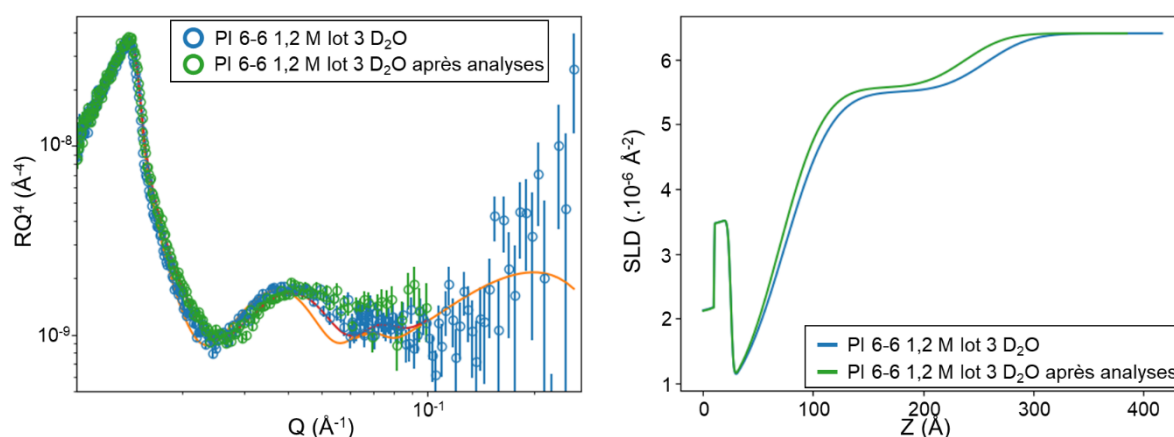 PI 6-6 1,2 M lot 3 D₂O
PI 6-6 1,2 M lot 3 D₂O après analyses
RQ⁴ (Å⁻⁴)
10⁻⁸
10⁻⁹
10⁻¹
Q (Å⁻¹)
SLD (.10⁻⁶ Å⁻²)
6
5
4
3
2
1
0
100
200
300
400
Z (Å)
PI 6-6 1,2 M lot 3 D₂O
PI 6-6 1,2 M lot 3 D₂O après analyses